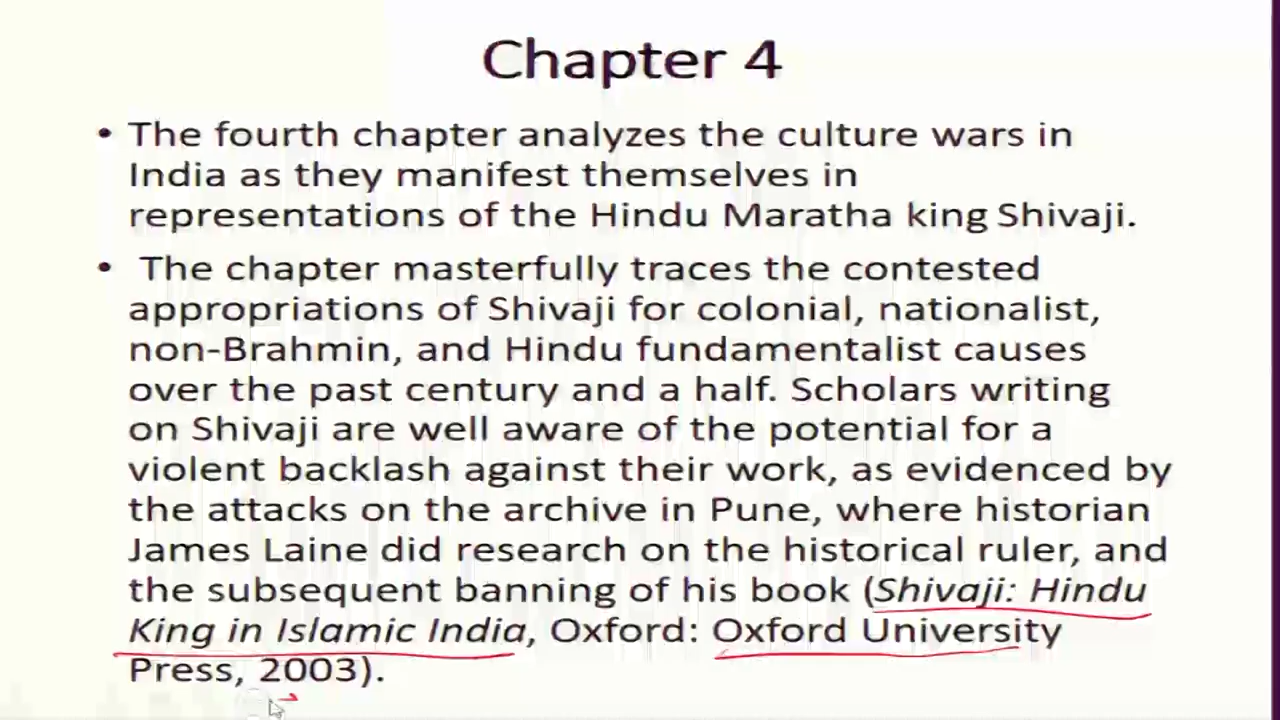 Chapter 4
• The fourth chapter analyzes the culture wars in
India as they manifest themselves in
representations of the Hindu Maratha king Shivaji.
• The chapter masterfully traces the contested
appropriations of Shivaji for colonial, nationalist,
non-Brahmin, and Hindu fundamentalist causes
over the past century and a half. Scholars writing
on Shivaji are well aware of the potential for a
violent backlash against their work, as evidenced by
the attacks on the archive in Pune, where historian
James Laine did research on the historical ruler, and
the subsequent banning of his book (Shivaji: Hindu
King in Islamic India, Oxford: Oxford University
Press, 2003).